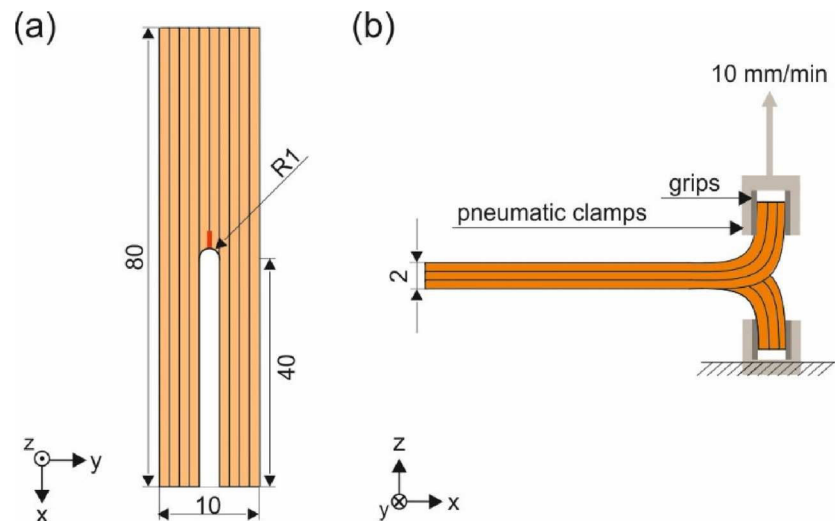 (a)
R1
80
40
10
z
y
x
(b)
10 mm/min
grips
pneumatic clamps
2
z
y
x